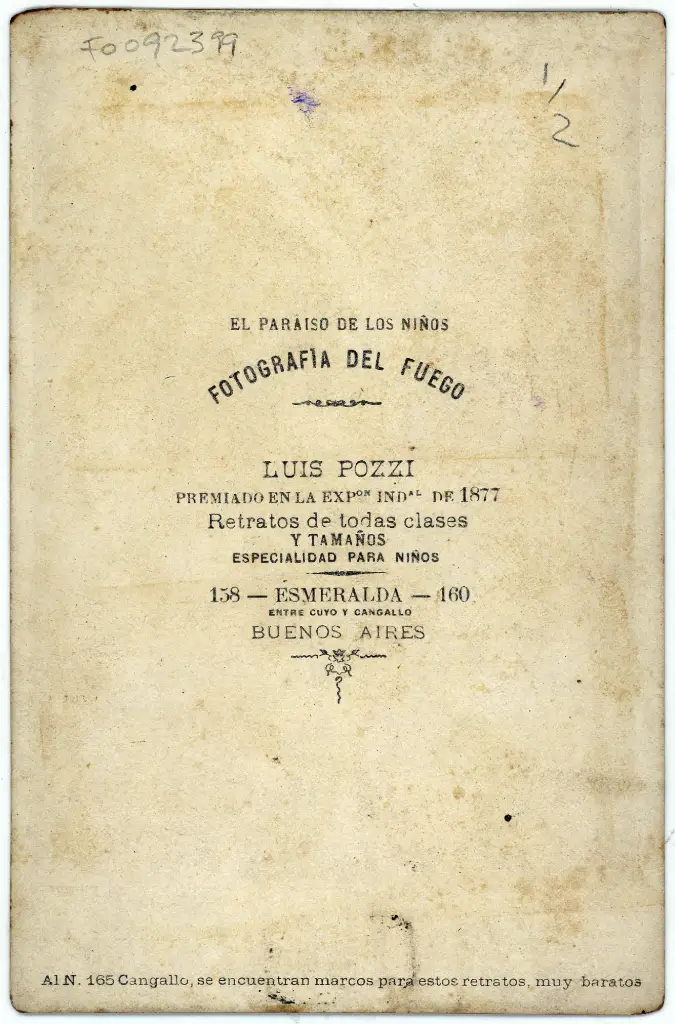 F0092399
1/2
EL PARAISO DE LOS NIÑOS
FOTOGRAFÍA DEL FUEGO
LUIS POZZI
PREMIADO EN LA EXPᴼᴺ INDᴬᴸ DE 1877
Retratos de todas clases
Y TAMAÑOS
ESPECIALIDAD PARA NIÑOS
158 — ESMERALDA — 160
ENTRE CUYO Y CANGALLO
BUENOS AIRES
Al N. 165 Cangallo, se encuentran marcos para estos retratos, muy baratos